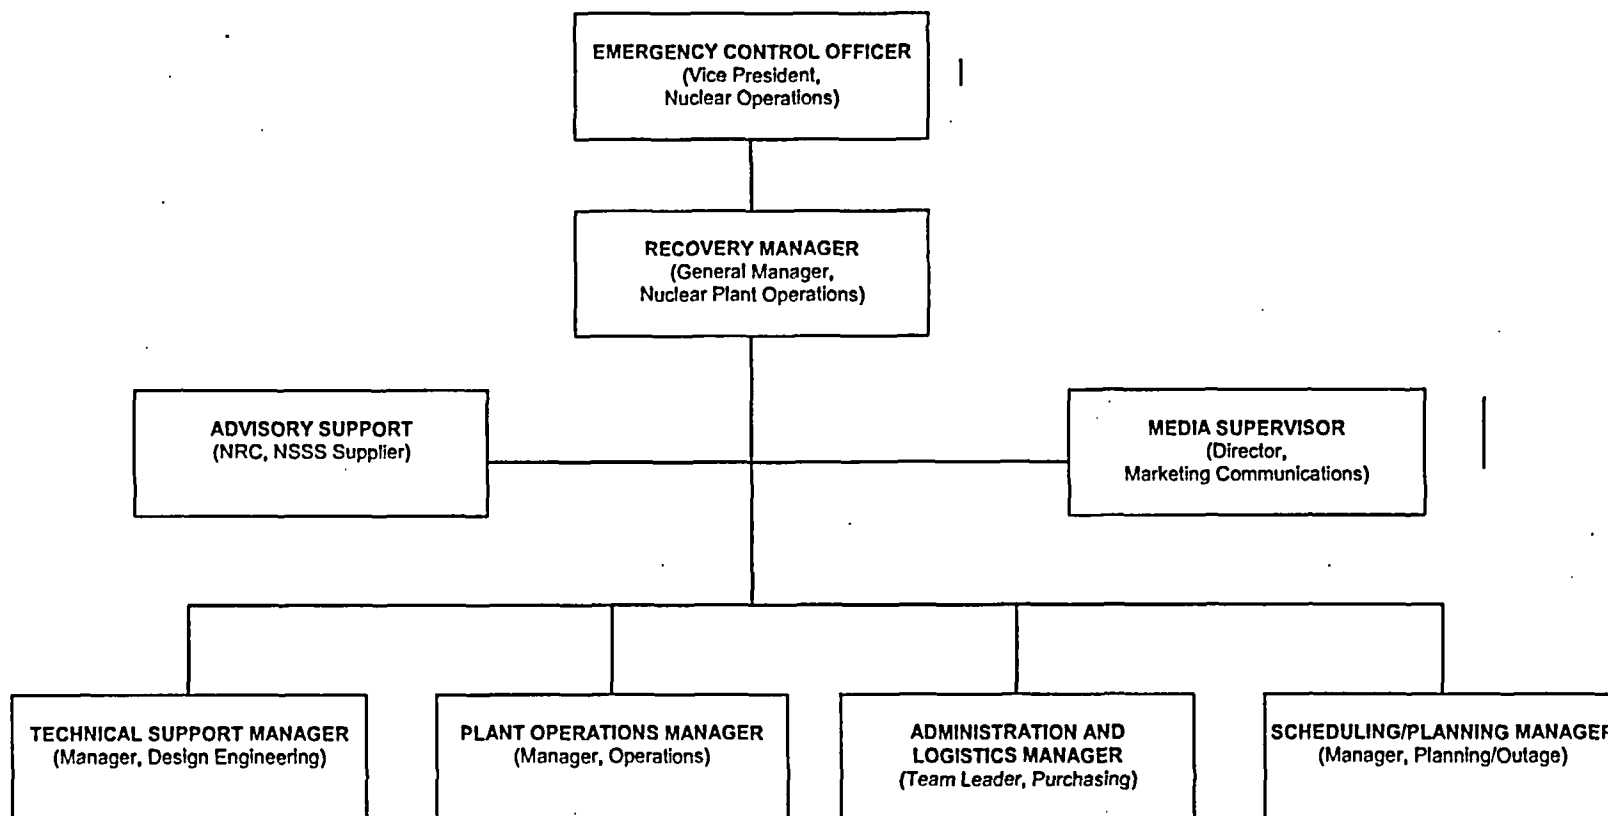 EMERGENCY CONTROL OFFICER
(Vice President,
Nuclear Operations)
RECOVERY MANAGER
(General Manager,
Nuclear Plant Operations)
ADVISORY SUPPORT
(NRC, NSSS Supplier)
MEDIA SUPERVISOR
(Director,
Marketing Communications)
TECHNICAL SUPPORT MANAGER
(Manager, Design Engineering)
PLANT OPERATIONS MANAGER
(Manager, Operations)
ADMINISTRATION AND
LOGISTICS MANAGER
(Team Leader, Purchasing)
SCHEDULING/PLANNING MANAGER
(Manager, Planning/Outage)